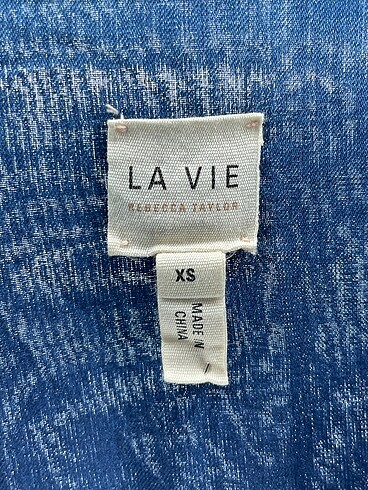 LA VIE
REBECCA TAYLOR
XS
MADE IN
CHINA